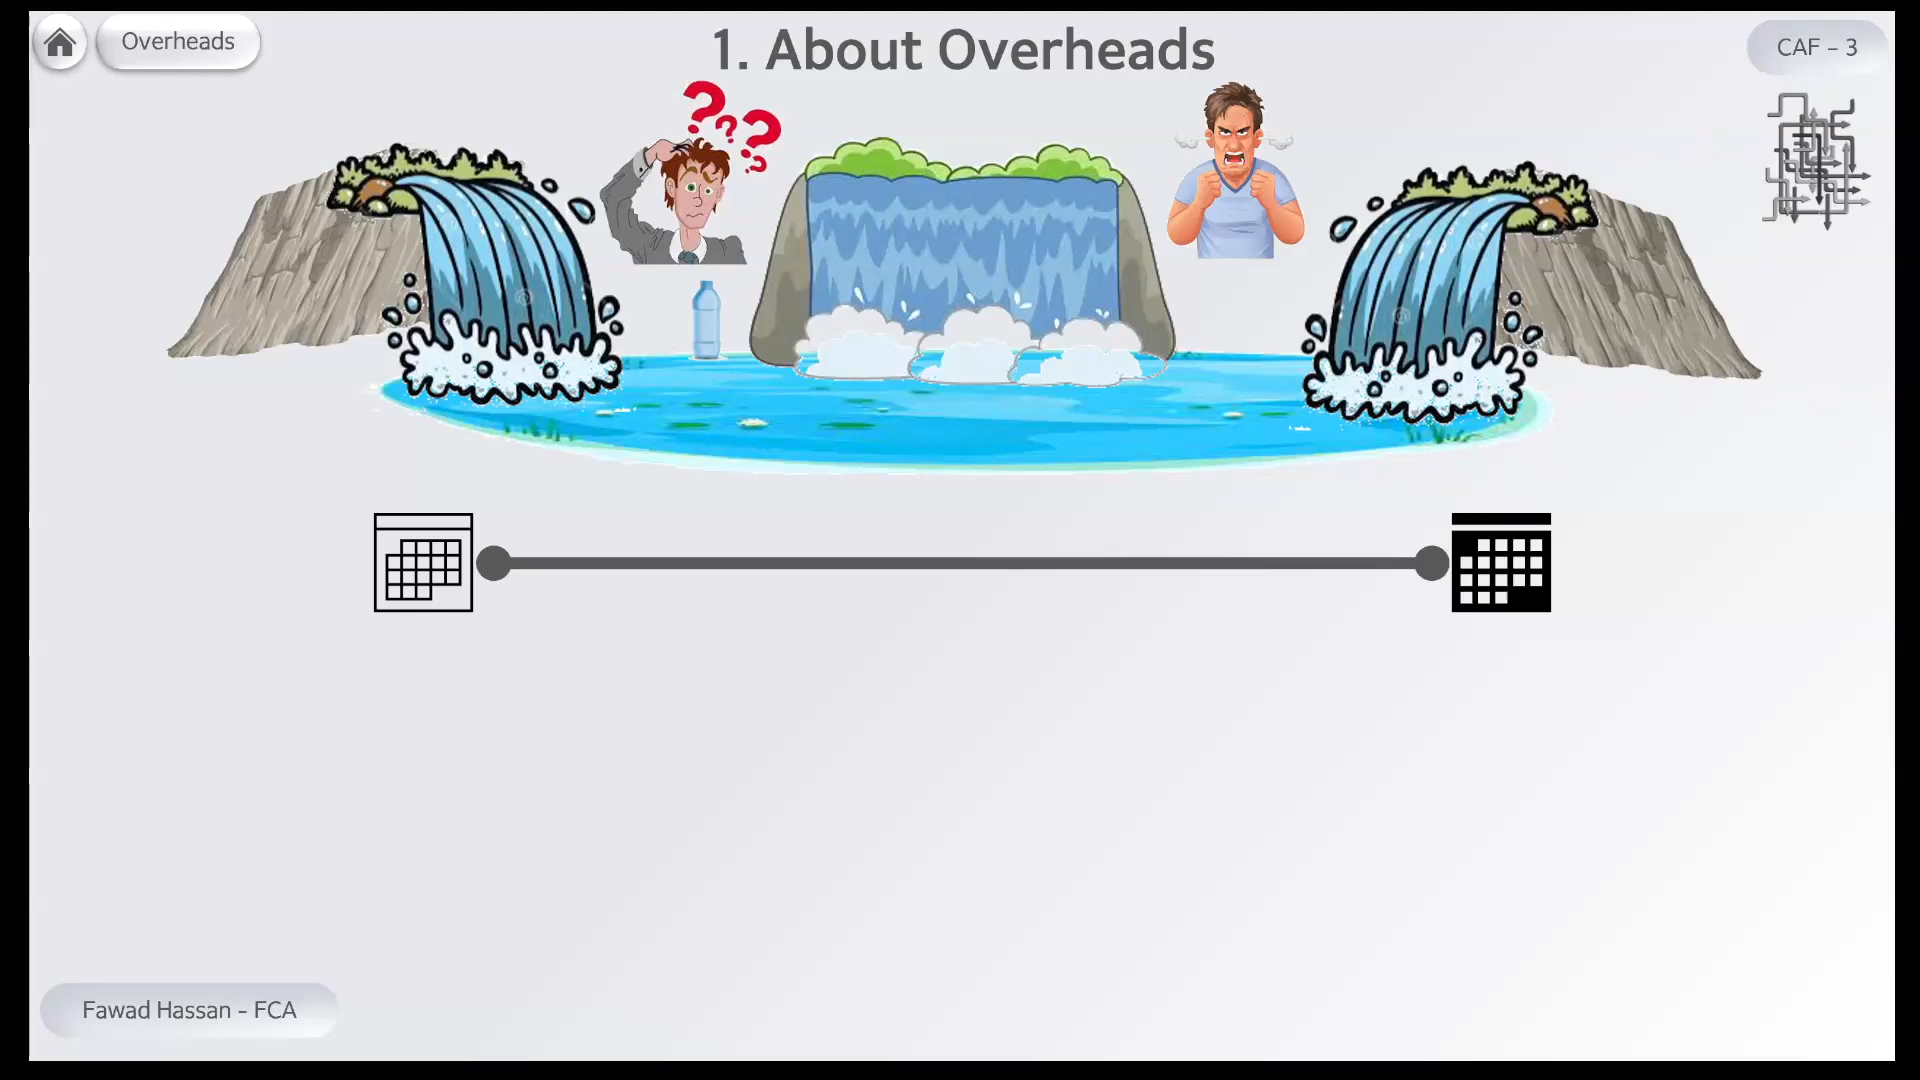 Overheads
1. About Overheads
CAF – 3
? ? ? ?
Fawad Hassan - FCA